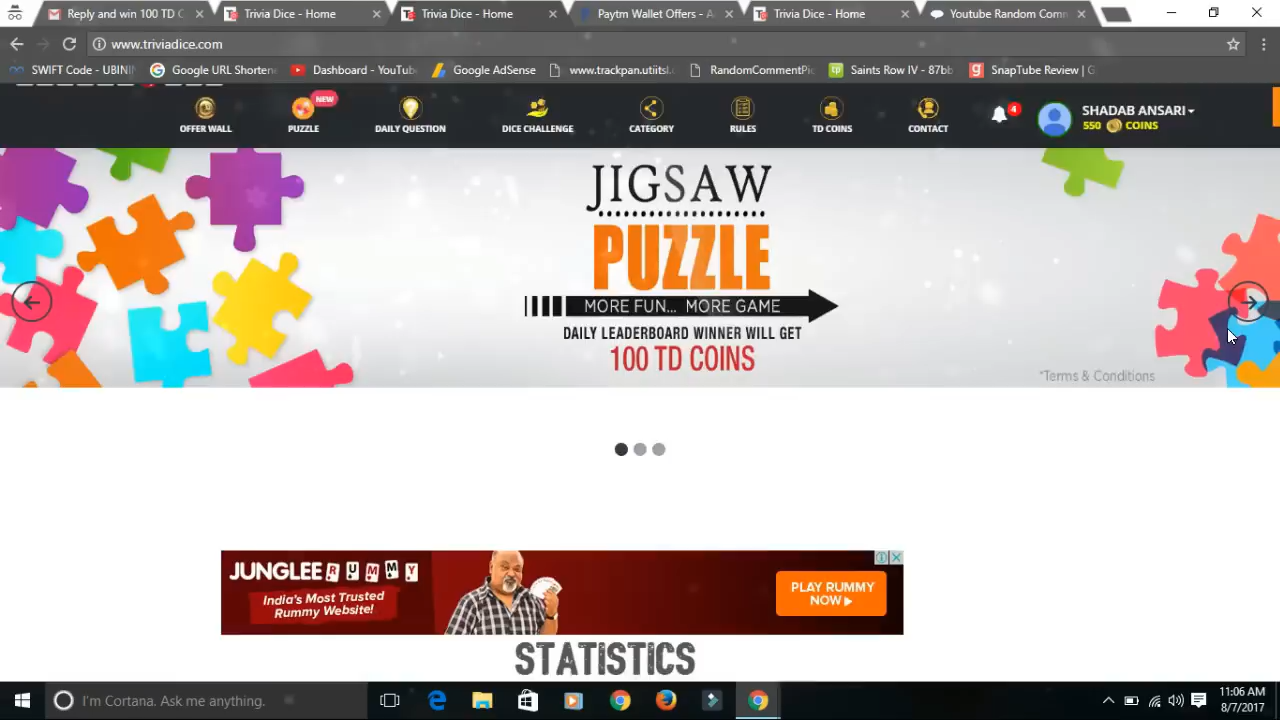 Reply and win 100 TD C
Trivia Dice - Home
Trivia Dice - Home
Paytm Wallet Offers - A
Trivia Dice - Home
Youtube Random Comm
www.triviadice.com
SWIFT Code - UBININ
Google URL Shortene
Dashboard - YouTub
Google AdSense
www.trackpan.utiitsl.c
RandomCommentPic
Saints Row IV - 87bb
SnapTube Review | G
OFFER WALL
PUZZLE
NEW
DAILY QUESTION
DICE CHALLENGE
CATEGORY
RULES
TD COINS
CONTACT
4
SHADAB ANSARI
550 COINS
JIGSAW
PUZZLE
MORE FUN... MORE GAME
DAILY LEADERBOARD WINNER WILL GET
100 TD COINS
*Terms & Conditions
JUNGLEE RUMMY
India's Most Trusted
Rummy Website!
PLAY RUMMY
NOW
STATISTICS
I'm Cortana. Ask me anything.
11:06 AM
8/7/2017